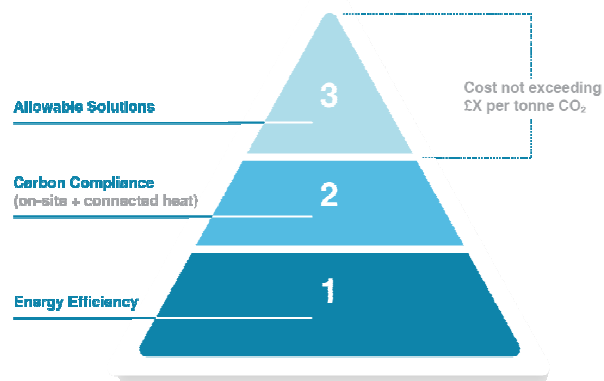 3
Cost not exceeding
£X per tonne CO₂
Allowable Solutions
Carbon Compliance
(on-site + connected heat)
2
1
Energy Efficiency